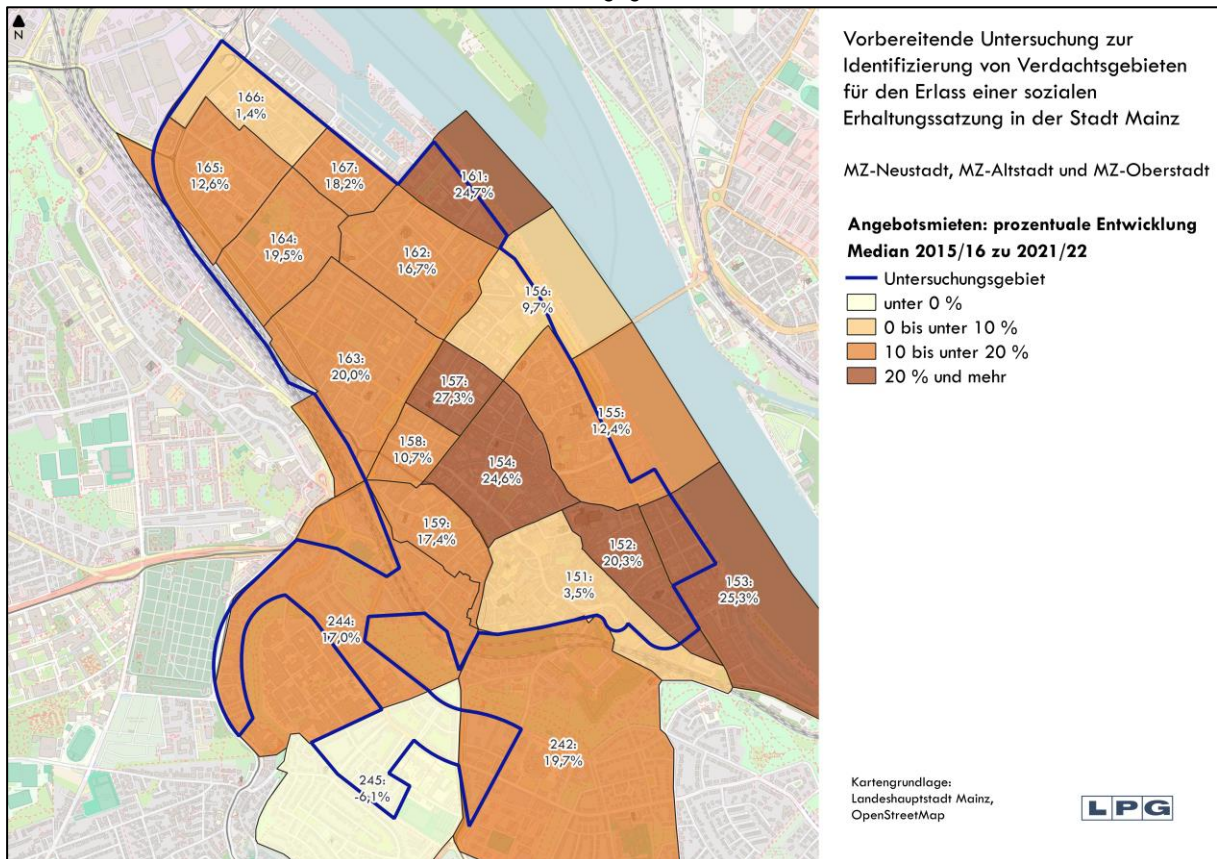 N
166:
1,4%
165:
12,6%
167:
18,2%
161:
24,7%
164:
19,5%
162:
16,7%
156:
9,7%
163:
20,0%
157:
27,3%
155:
12,4%
158:
10,7%
154:
24,6%
159:
17,4%
152:
20,3%
151:
3,5%
153:
25,3%
244:
17,0%
242:
19,7%
245:
-6,1%
Vorbereitende Untersuchung zur
Identifizierung von Verdachtsgebieten
für den Erlass einer sozialen
Erhaltungssatzung in der Stadt Mainz
MZ-Neustadt, MZ-Altstadt und MZ-Oberstadt
Angebotsmieten: prozentuale Entwicklung
Median 2015/16 zu 2021/22
Untersuchungsgebiet
unter 0 %
0 bis unter 10 %
10 bis unter 20 %
20 % und mehr
Kartengrundlage:
Landeshauptstadt Mainz,
OpenStreetMap
LPG